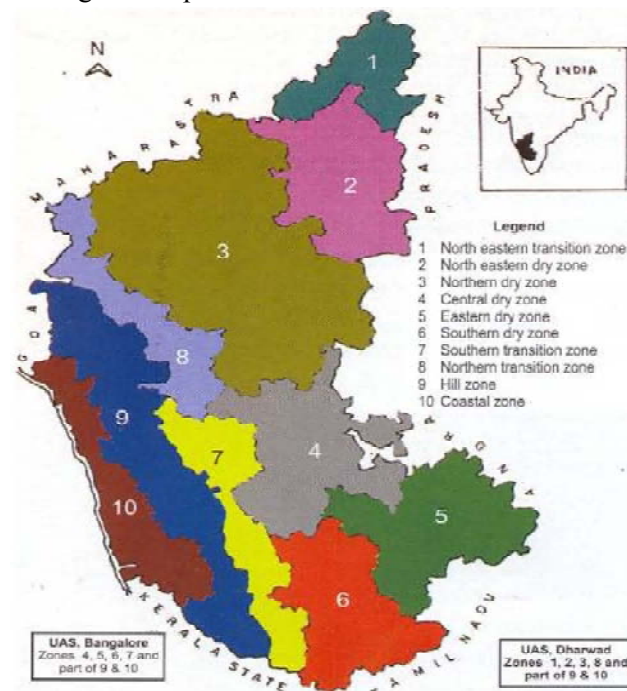 N
INDIA
MAHARASTRA
PRADESH
GOA
KERALA STATE
TAMIL NADU
1
2
3
4
5
6
7
8
9
10
Legend
1 North eastern transition zone
2 North eastern dry zone
3 Northern dry zone
4 Central dry zone
5 Eastern dry zone
6 Southern dry zone
7 Southern transition zone
8 Northern transition zone
9 Hill zone
10 Coastal zone
UAS, Bangalore
Zones 4, 5, 6, 7 and
part of 9 & 10
UAS, Dharwad
Zones 1, 2, 3, 8 and
part of 9 & 10